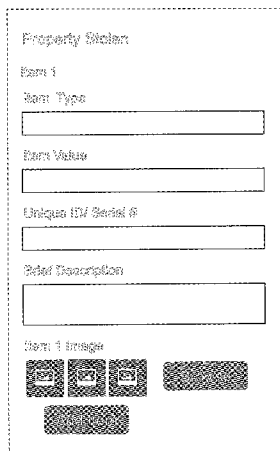 Property Stolen
Item 1
Item Type
Item Value
Unique ID/ Serial #
Brief Description
Item 1 Image